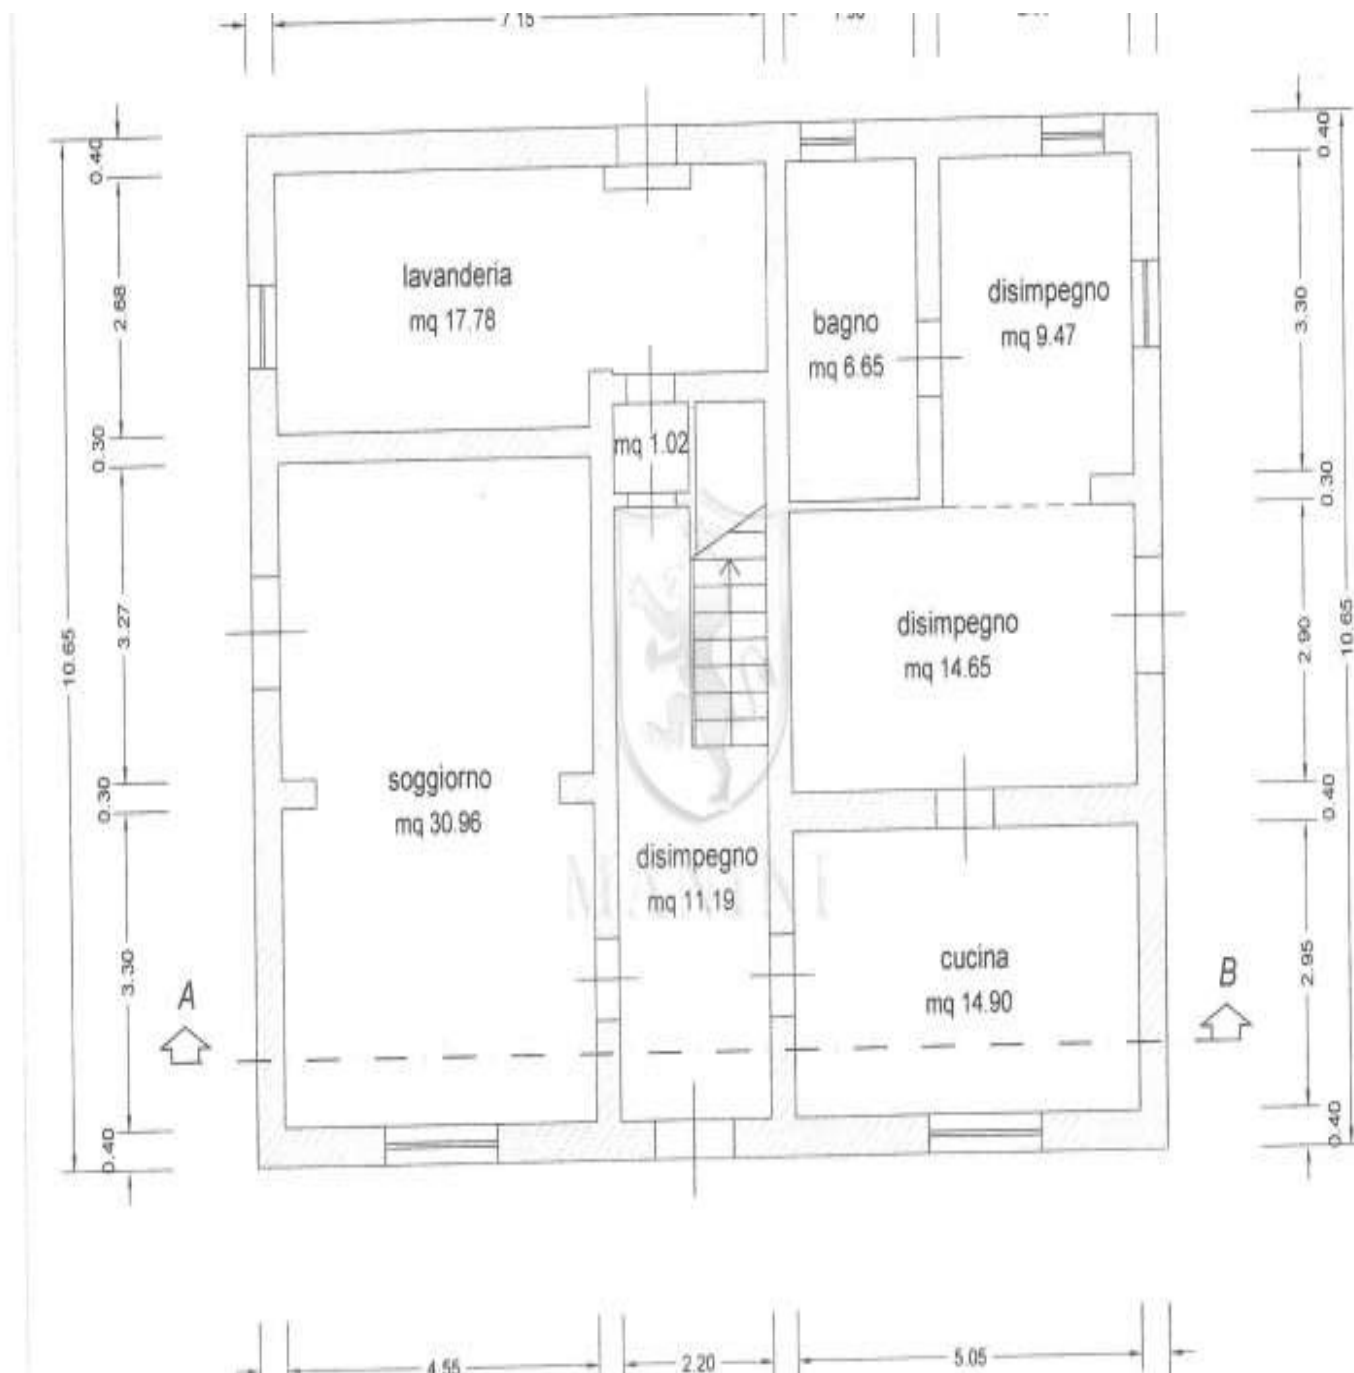 7.15
0.40
0.40
10.65
2.68
lavanderia
mq 17.78
bagno
mq 6.65
disimpegno
mq 9.47
3.30
0.30
mq 1.02
0.30
3.27
disimpegno
mq 14.65
2.90
10.65
0.30
soggiorno
mq 30.96
0.40
disimpegno
mq 11.19
3.30
A
cucina
mq 14.90
B
2.95
0.40
0.40
4.55
2.20
5.05